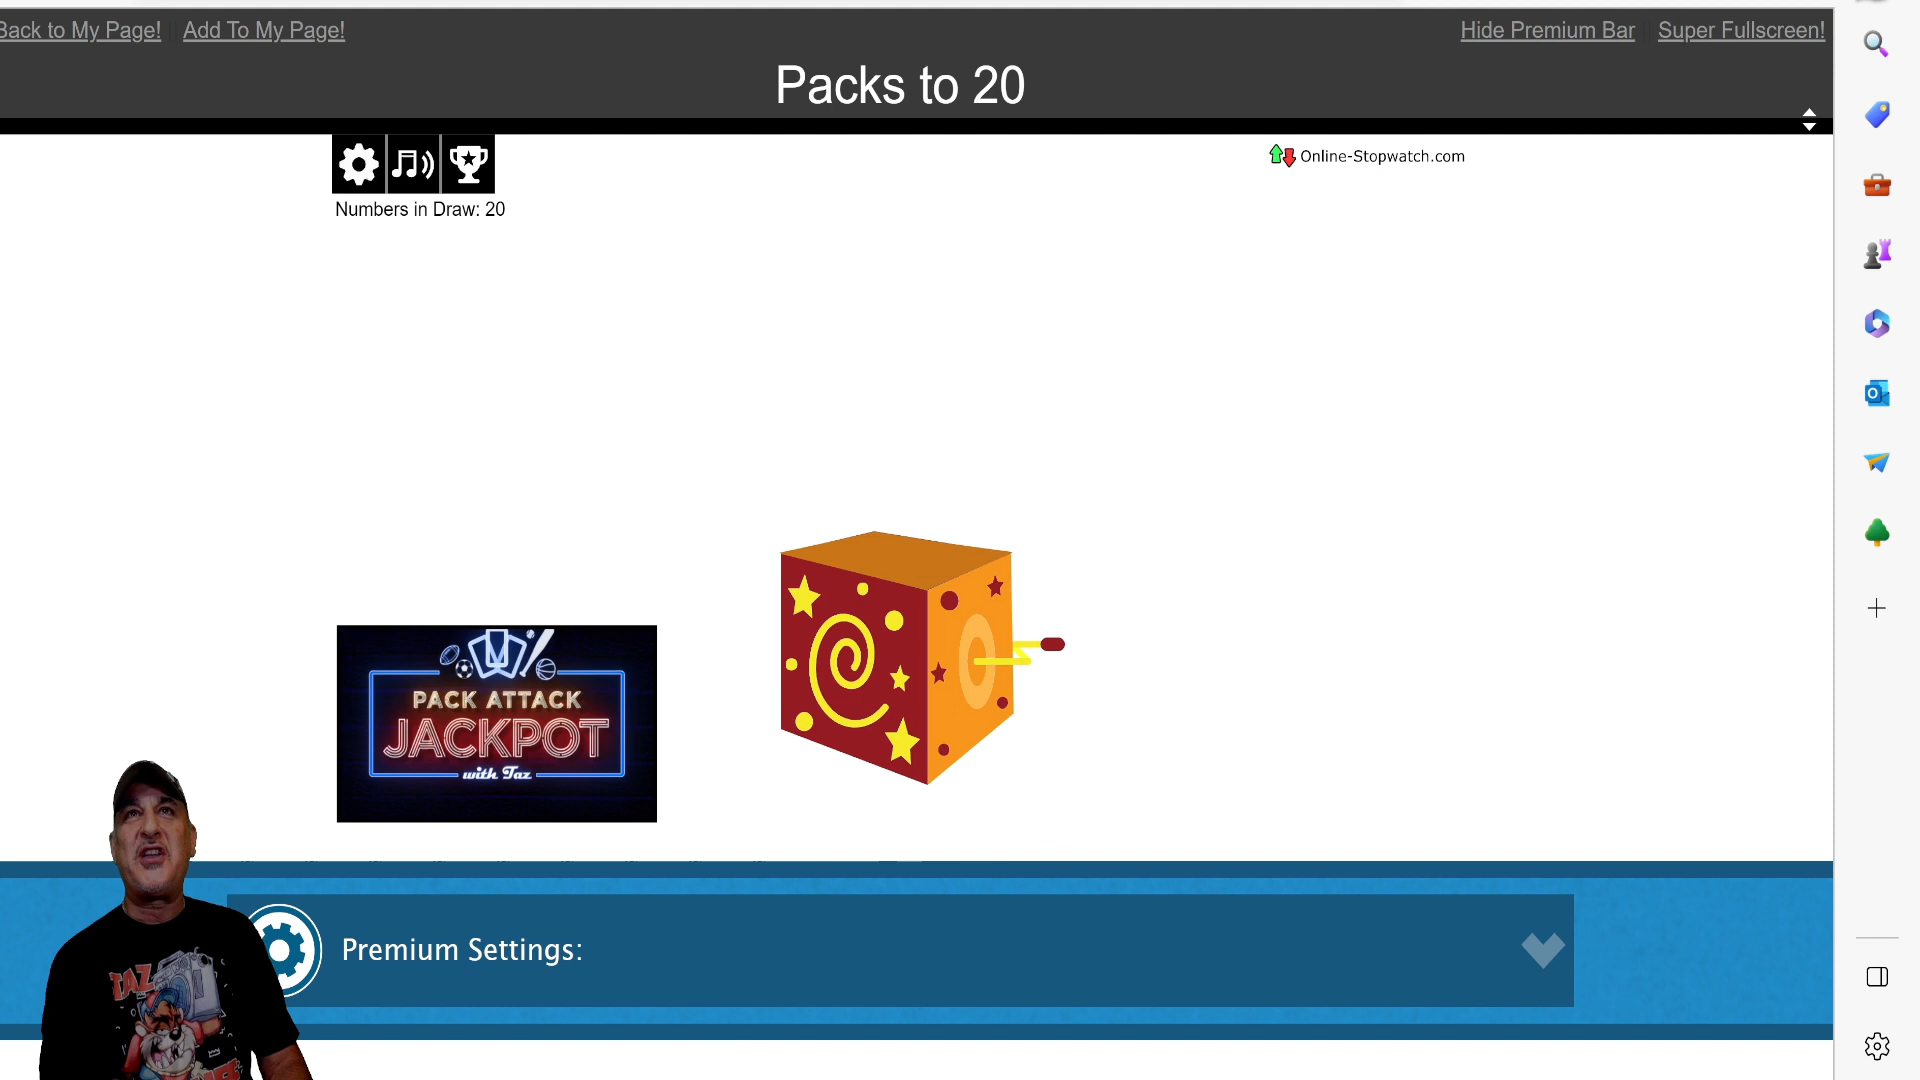 Back to My Page! Add To My Page! Hide Premium Bar Super Fullscreen!
Packs to 20
Online-Stopwatch.com
Numbers in Draw: 20
PACK ATTACK
JACKPOT
with Taz
Premium Settings:
TAZ